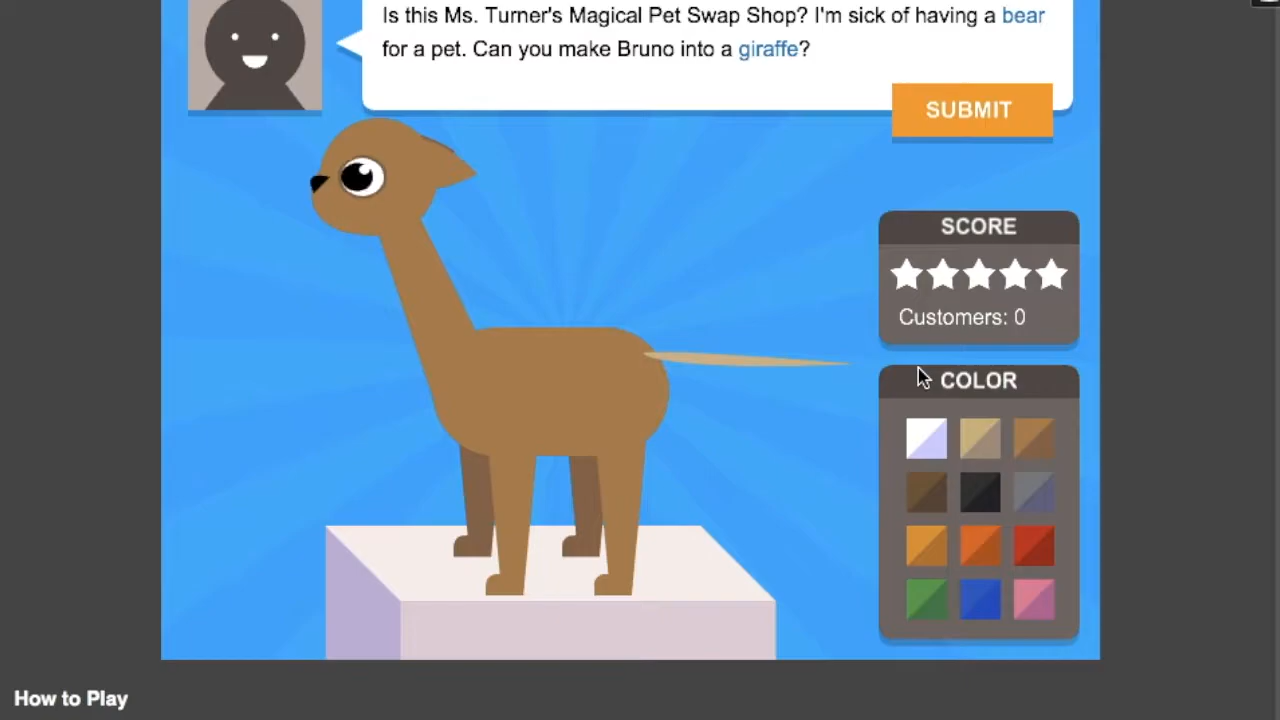 Is this Ms. Turner's Magical Pet Swap Shop? I'm sick of having a bear
for a pet. Can you make Bruno into a giraffe?
SUBMIT
SCORE
Customers: 0
COLOR
How to Play